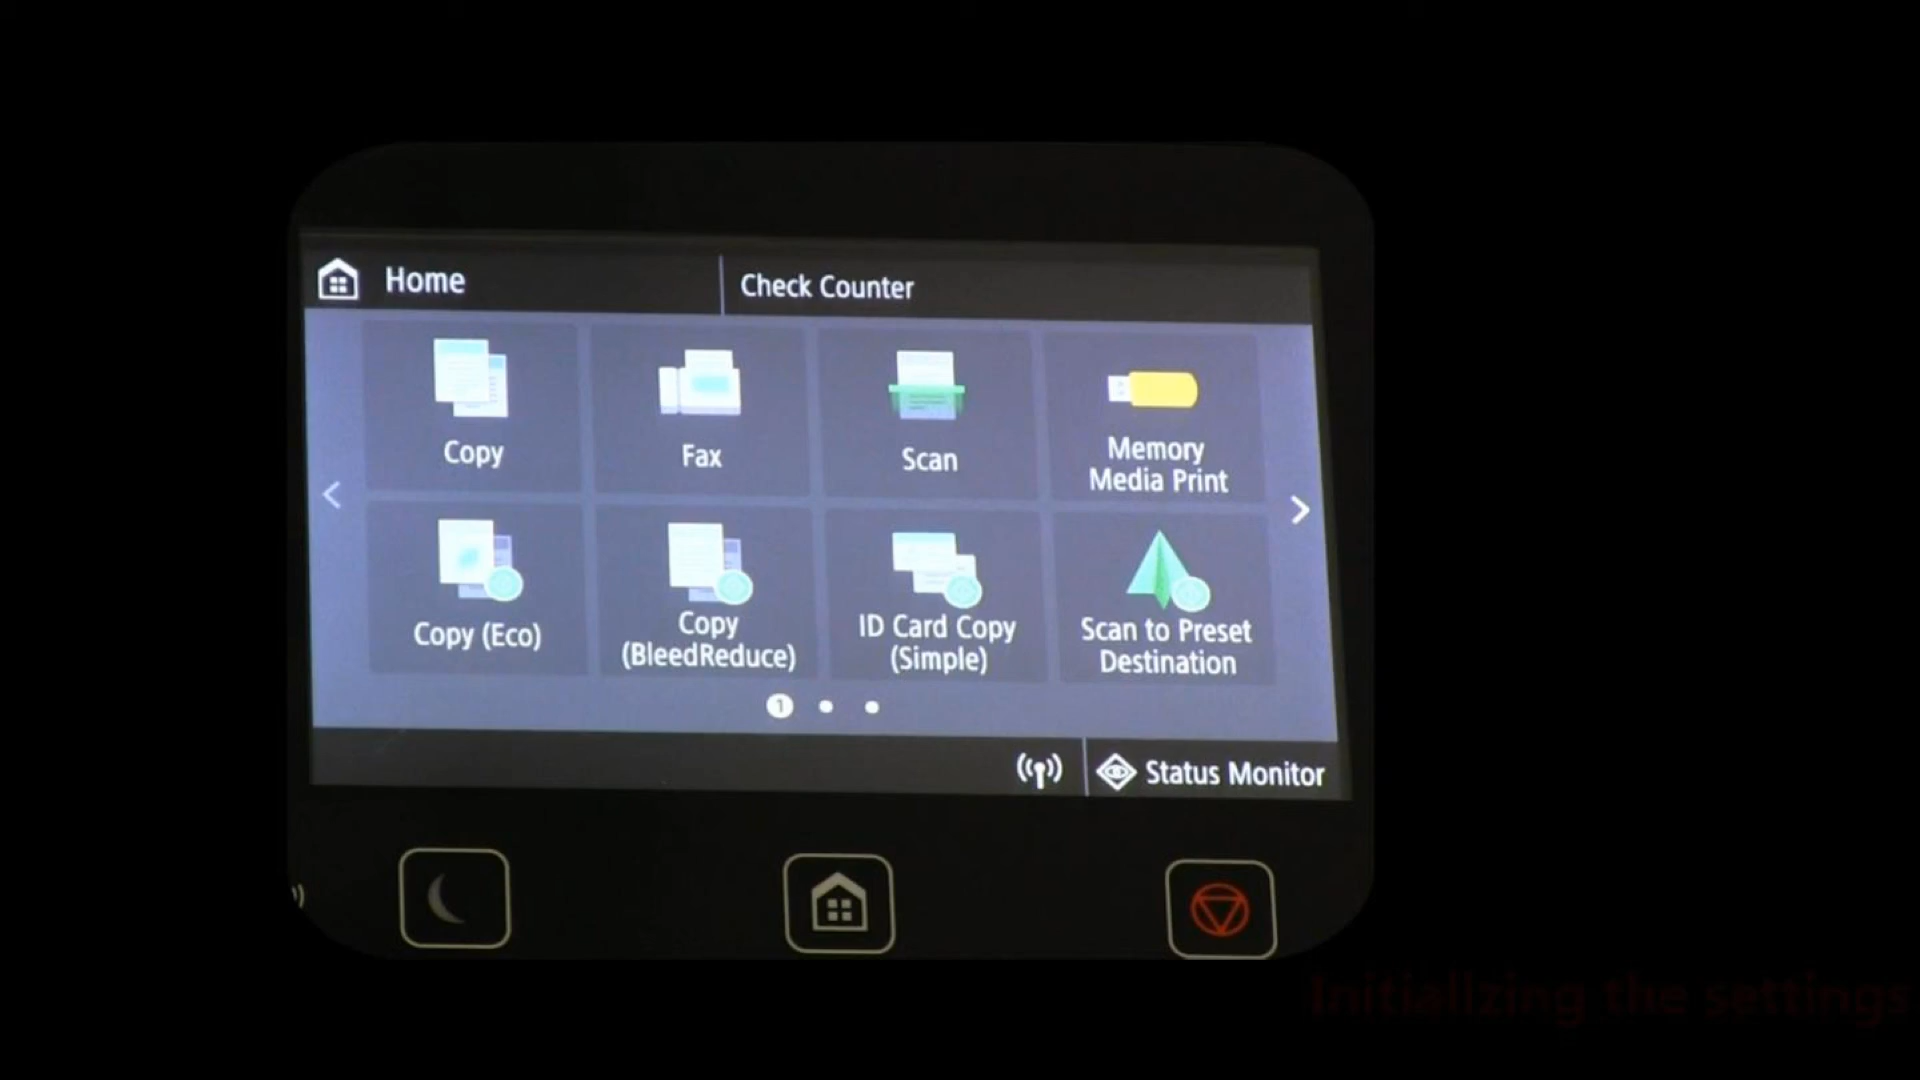 Home
Check Counter
Copy
Fax
Scan
Memory
Media Print
Copy (Eco)
Copy
(BleedReduce)
ID Card Copy
(Simple)
Scan to Preset
Destination
1
Status Monitor
Initializing the settings